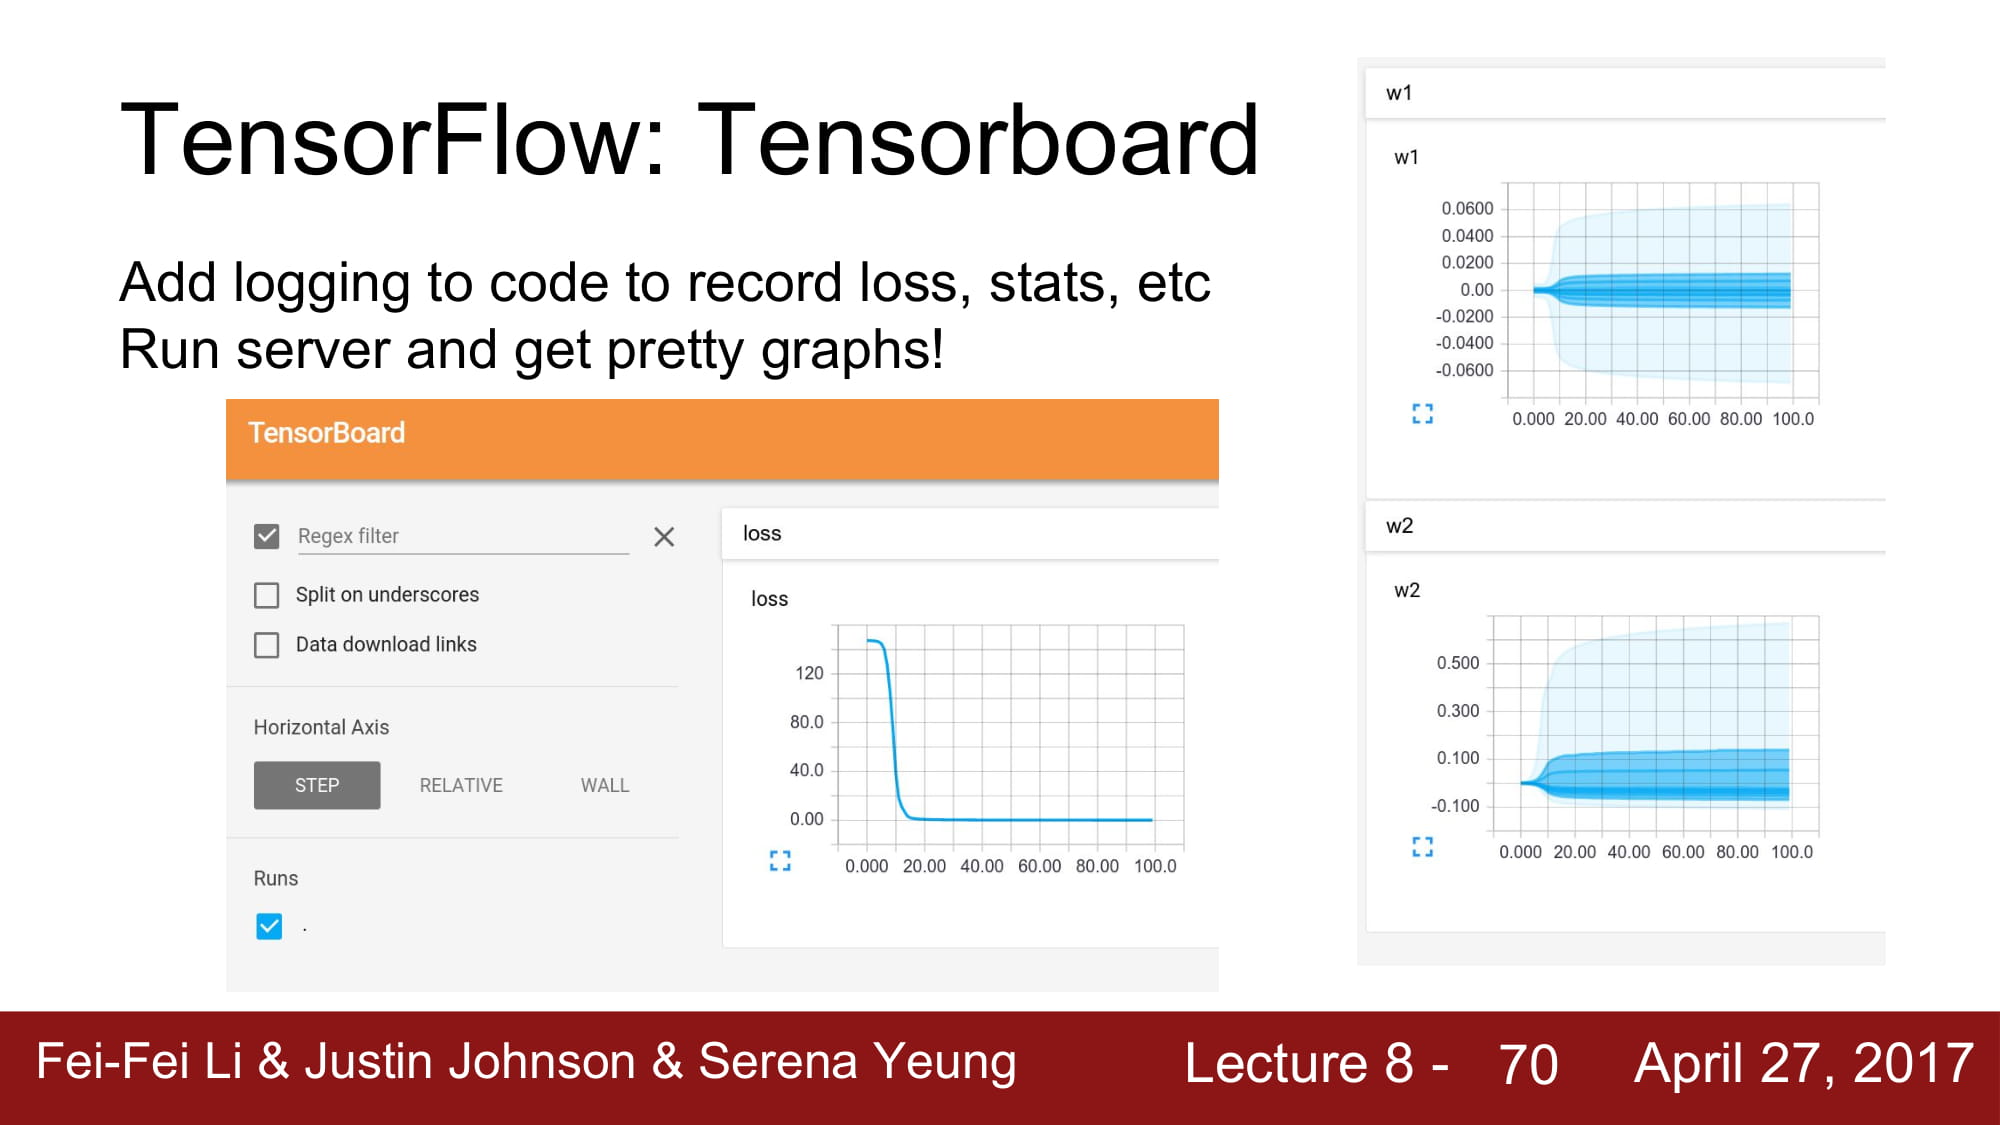 TensorFlow: Tensorboard
Add logging to code to record loss, stats, etc
Run server and get pretty graphs!
TensorBoard
Regex filter
Split on underscores
Data download links
Horizontal Axis
STEP RELATIVE WALL
Runs
.
loss
loss
120
80.0
40.0
0.00
0.000 20.00 40.00 60.00 80.00 100.0
w1
w1
0.0600
0.0400
0.0200
0.00
-0.0200
-0.0400
-0.0600
0.000 20.00 40.00 60.00 80.00 100.0
w2
w2
0.500
0.300
0.100
-0.100
0.000 20.00 40.00 60.00 80.00 100.0
Fei-Fei Li & Justin Johnson & Serena Yeung Lecture 8 - 70 April 27, 2017